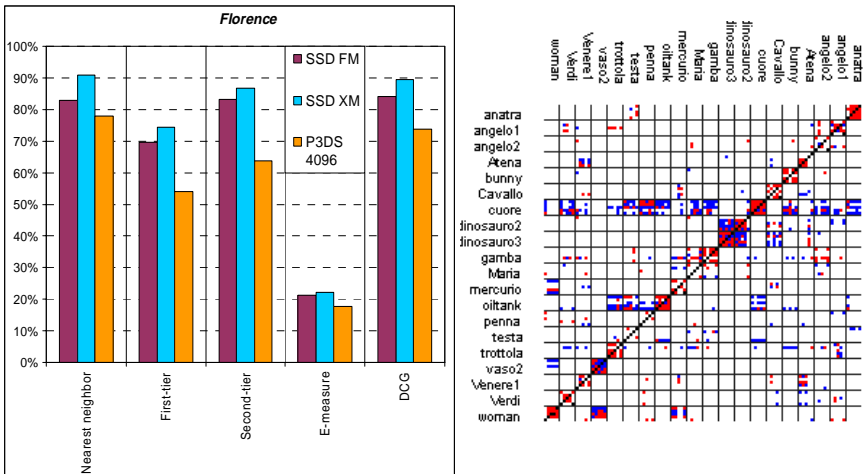 Florence
100%
90%
80%
70%
60%
50%
40%
30%
20%
10%
0%
SSD FM
SSD XM
P3DS
4096
Nearest neighbor
First-tier
Second-tier
E-measure
DCG
woman
Verdi
Venere1
vaso2
trottola
testa
penna
oiltank
mercurio
Maria
gamba
dinosauro3
dinosauro2
cuore
Cavallo
bunny
Atena
angelo2
angelo1
anatra
anatra
angelo1
angelo2
Atena
bunny
Cavallo
cuore
dinosauro2
dinosauro3
gamba
Maria
mercurio
oiltank
penna
testa
trottola
vaso2
Venere1
Verdi
woman